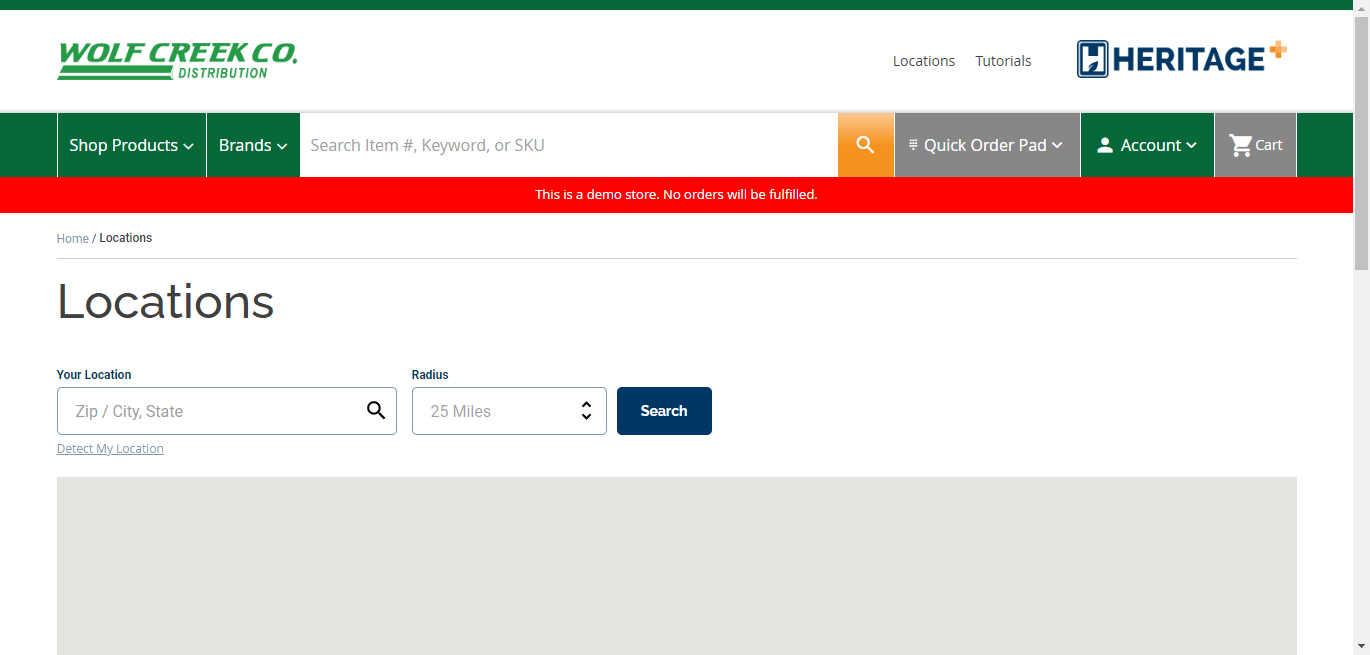 WOLF CREEK CO.
DISTRIBUTION
Locations Tutorials
HERITAGE+
Shop Products Brands Search Item #, Keyword, or SKU Quick Order Pad Account Cart
This is a demo store. No orders will be fulfilled.
Home / Locations
Locations
Your Location Radius
Zip / City, State 25 Miles Search
Detect My Location